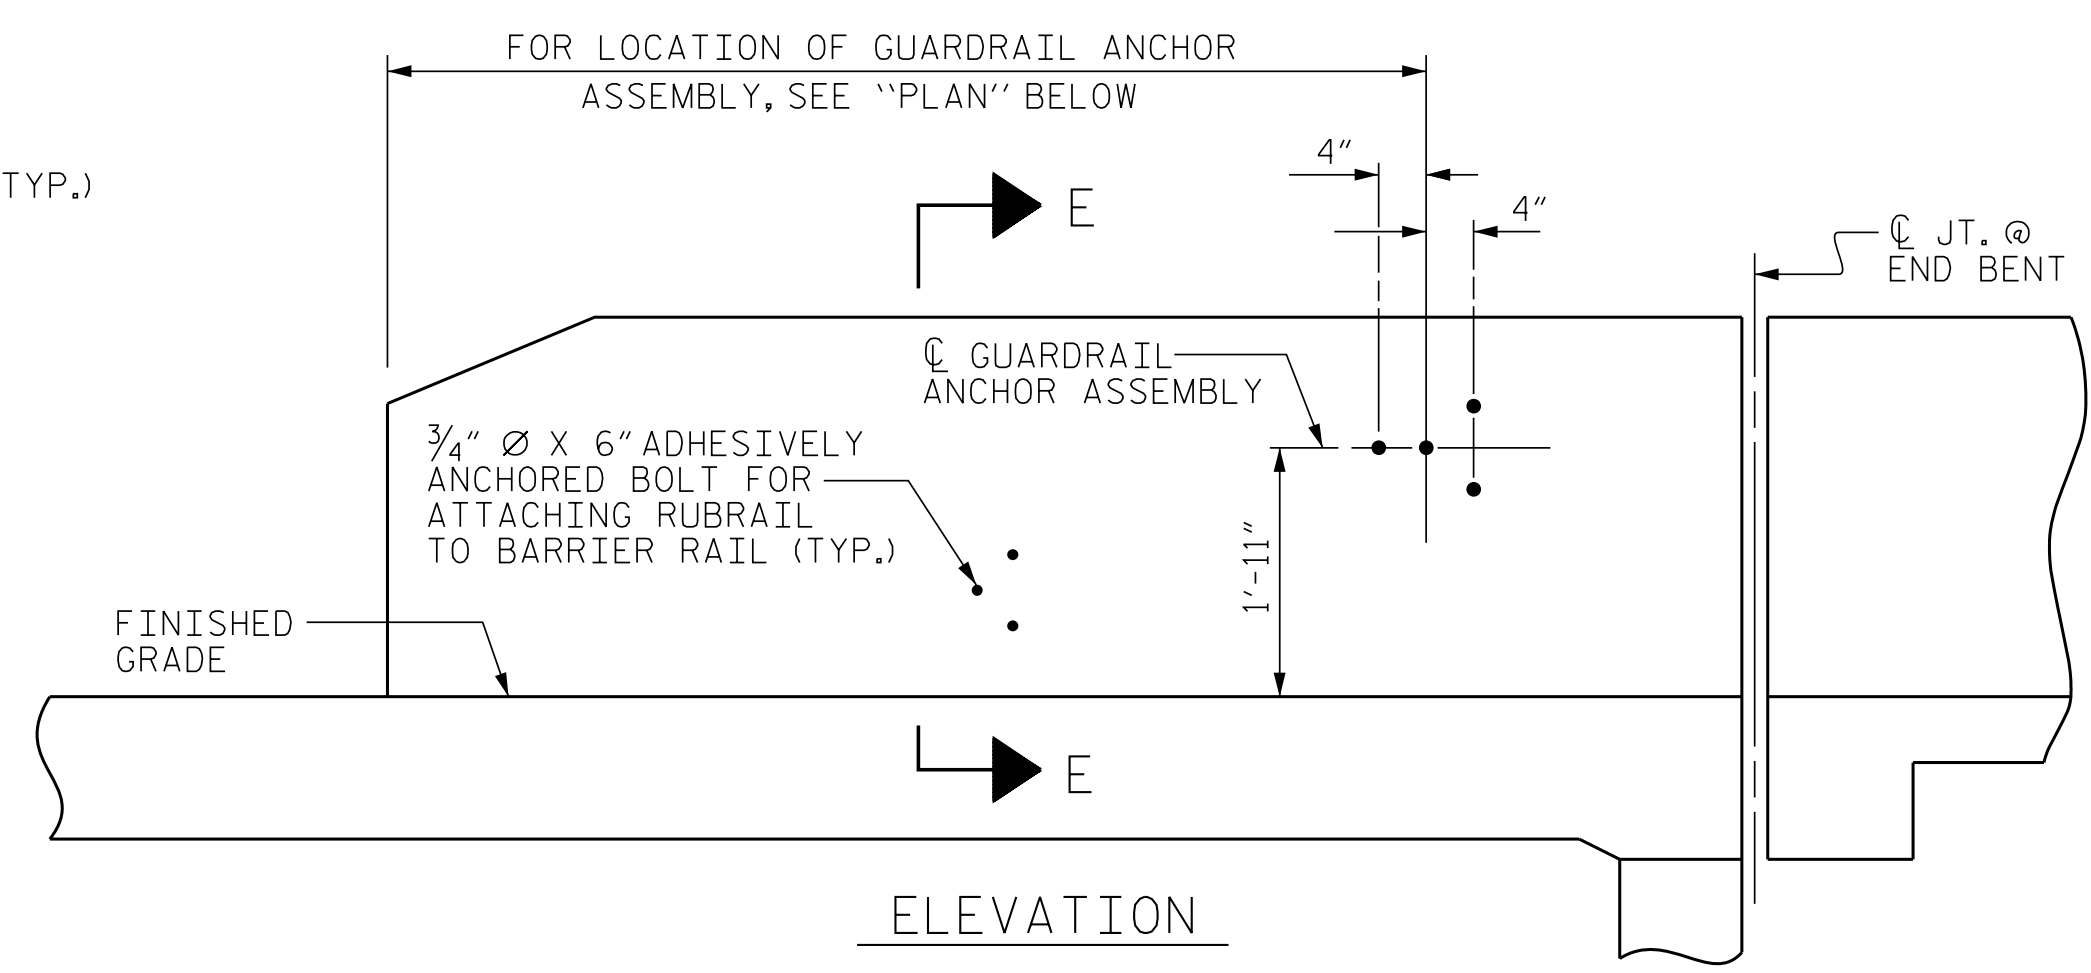 FOR LOCATION OF GUARDRAIL ANCHOR
ASSEMBLY, SEE ‶PLAN″ BELOW
4″
TYP.)
E
4″
℄ JT. @
END BENT
℄ GUARDRAIL
ANCHOR ASSEMBLY
¾″ Ø X 6″ ADHESIVELY
ANCHORED BOLT FOR
ATTACHING RUBRAIL
TO BARRIER RAIL (TYP.)
1′-11″
FINISHED
GRADE
E
ELEVATION